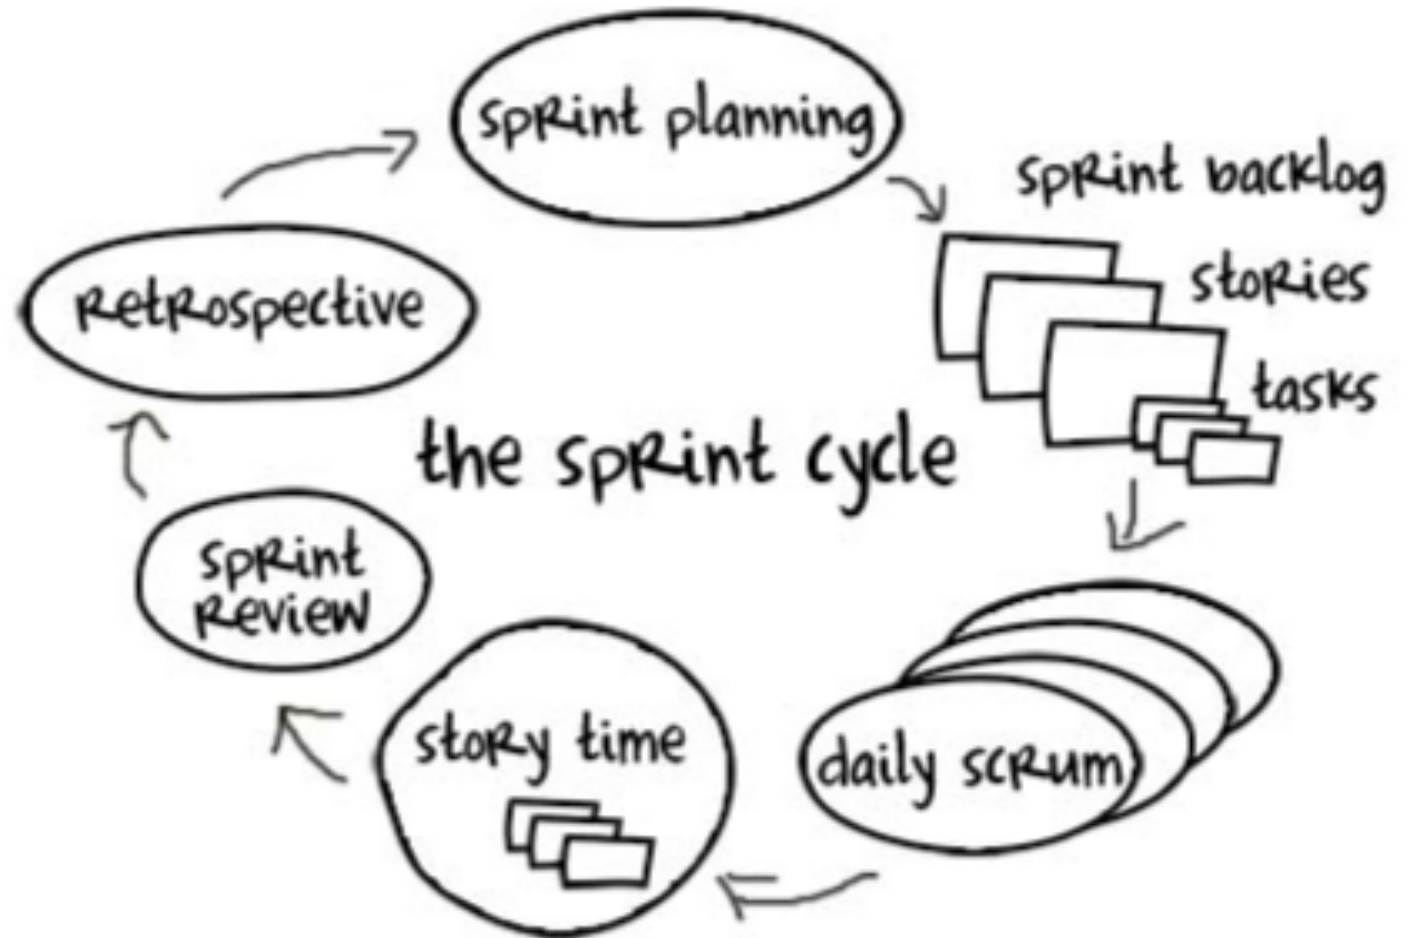 sprint planning
sprint backlog
stories
tasks
retrospective
the sprint cycle
sprint
review
story time
daily scrum